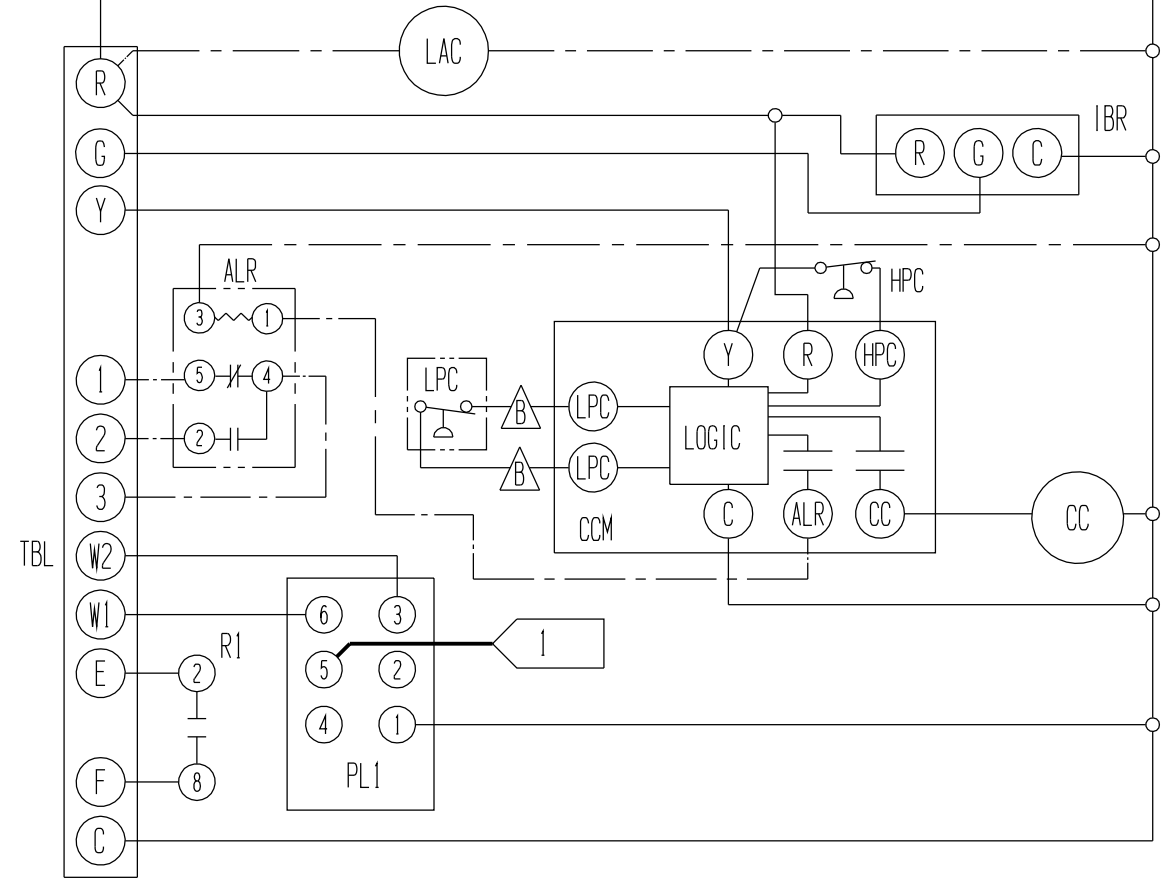 LAC
R
IBR
G
R G C
Y
ALR
HPC
3 1
Y R HPC
1
5 4
LPC
B LPC
2
2
LOGIC
B LPC
3
C ALR CC
CC
CCM
TBL
W2
W1
6 3
R1
1
E
2
5 2
4 1
PL1
F
8
C